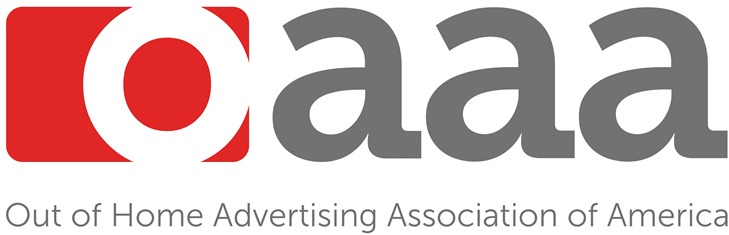 oaaa
Out of Home Advertising Association of America